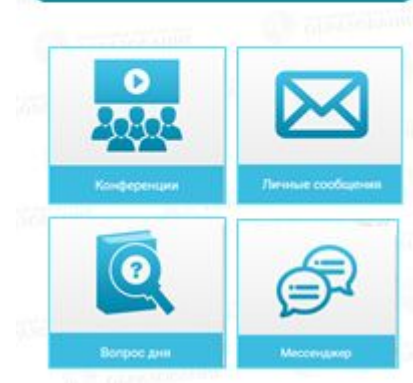 Конференции
Личные сообщения
?
Вопрос дня
Мессенджер